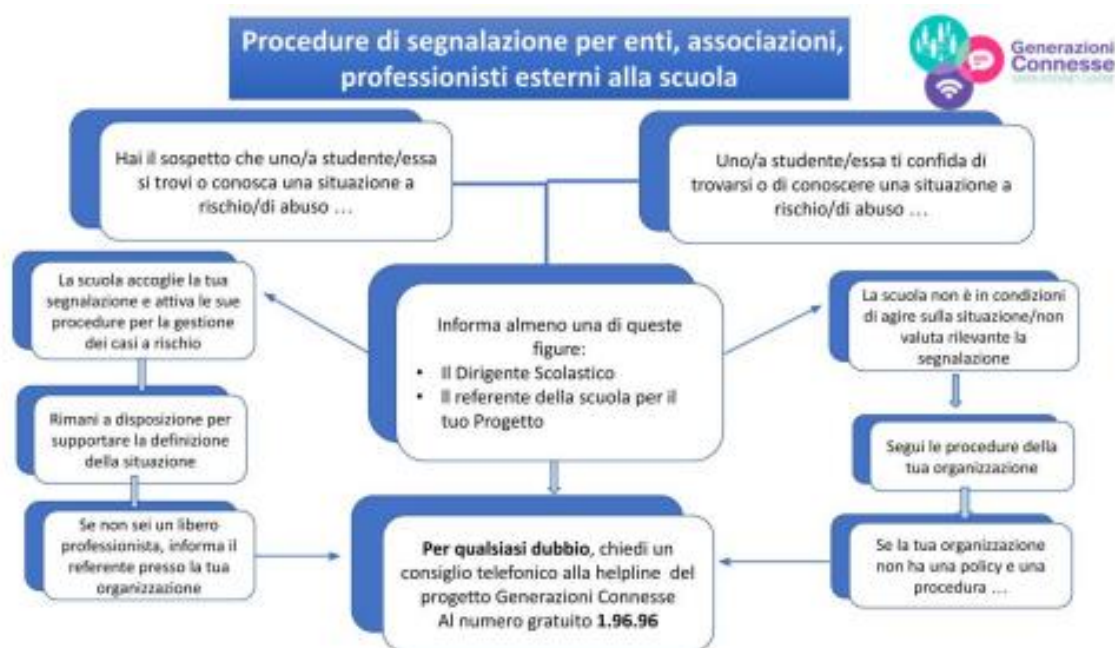 Procedure di segnalazione per enti, associazioni,
professionisti esterni alla scuola
Generazioni
Connesse
Hai il sospetto che uno/a studente/essa
si trovi o conosca una situazione a
rischio/di abuso …
Uno/a studente/essa ti confida di
trovarsi o di conoscere una situazione a
rischio/di abuso …
La scuola accoglie la tua
segnalazione e attiva le sue
procedure per la gestione
dei casi a rischio
Informa almeno una di queste
figure:
• Il Dirigente Scolastico
• Il referente della scuola per il
tuo Progetto
La scuola non è in condizioni
di agire sulla situazione/non
valuta rilevante la
segnalazione
Rimani a disposizione per
supportare la definizione
della situazione
Segui le procedure della
tua organizzazione
Se non sei un libero
professionista, informa il
referente presso la tua
organizzazione
Per qualsiasi dubbio, chiedi un
consiglio telefonico alla helpline del
progetto Generazioni Connesse
Al numero gratuito 1.96.96
Se la tua organizzazione
non ha una policy e una
procedura …